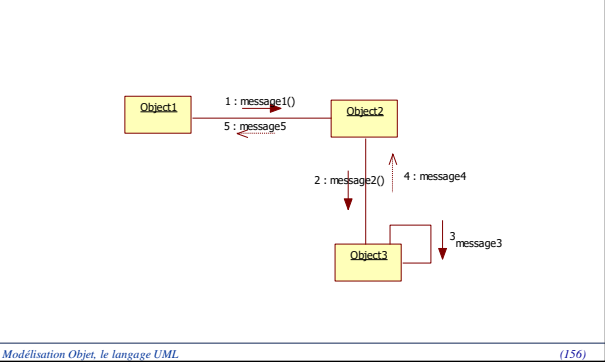 1 : message1()
Object1
Object2
5 : message5
2 : message2()
4 : message4
3
message3
Object3
Modélisation Objet, le langage UML
(156)